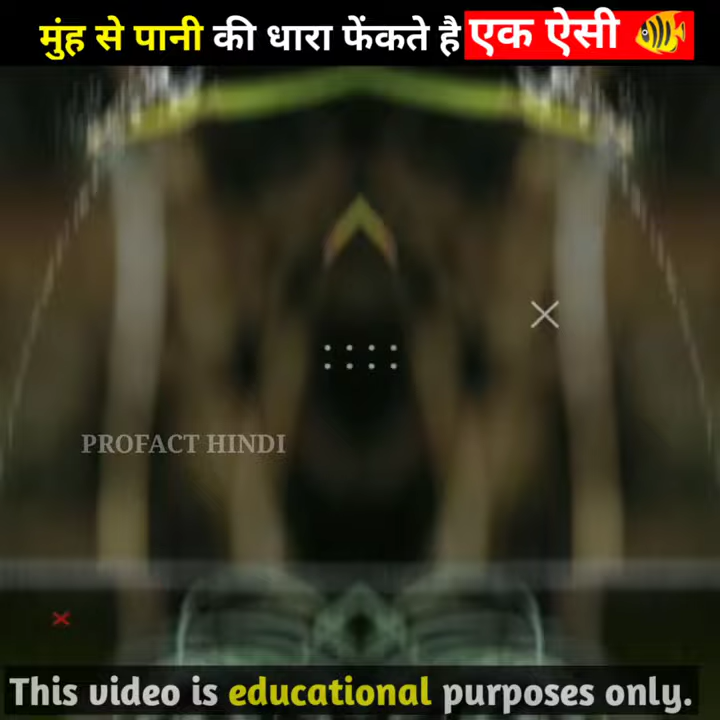 मुंह से पानी की धारा फेंकते है एक ऐसी 🐠
PROFACT HINDI
This video is educational purposes only.